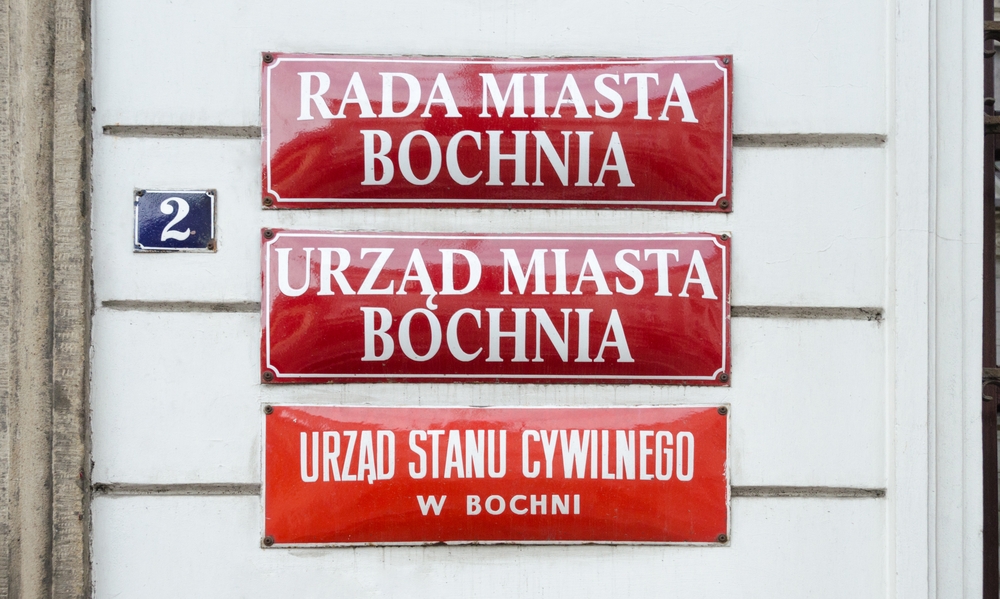 RADA MIASTA
BOCHNIA
2
URZĄD MIASTA
BOCHNIA
URZĄD STANU CYWILNEGO
W BOCHNI